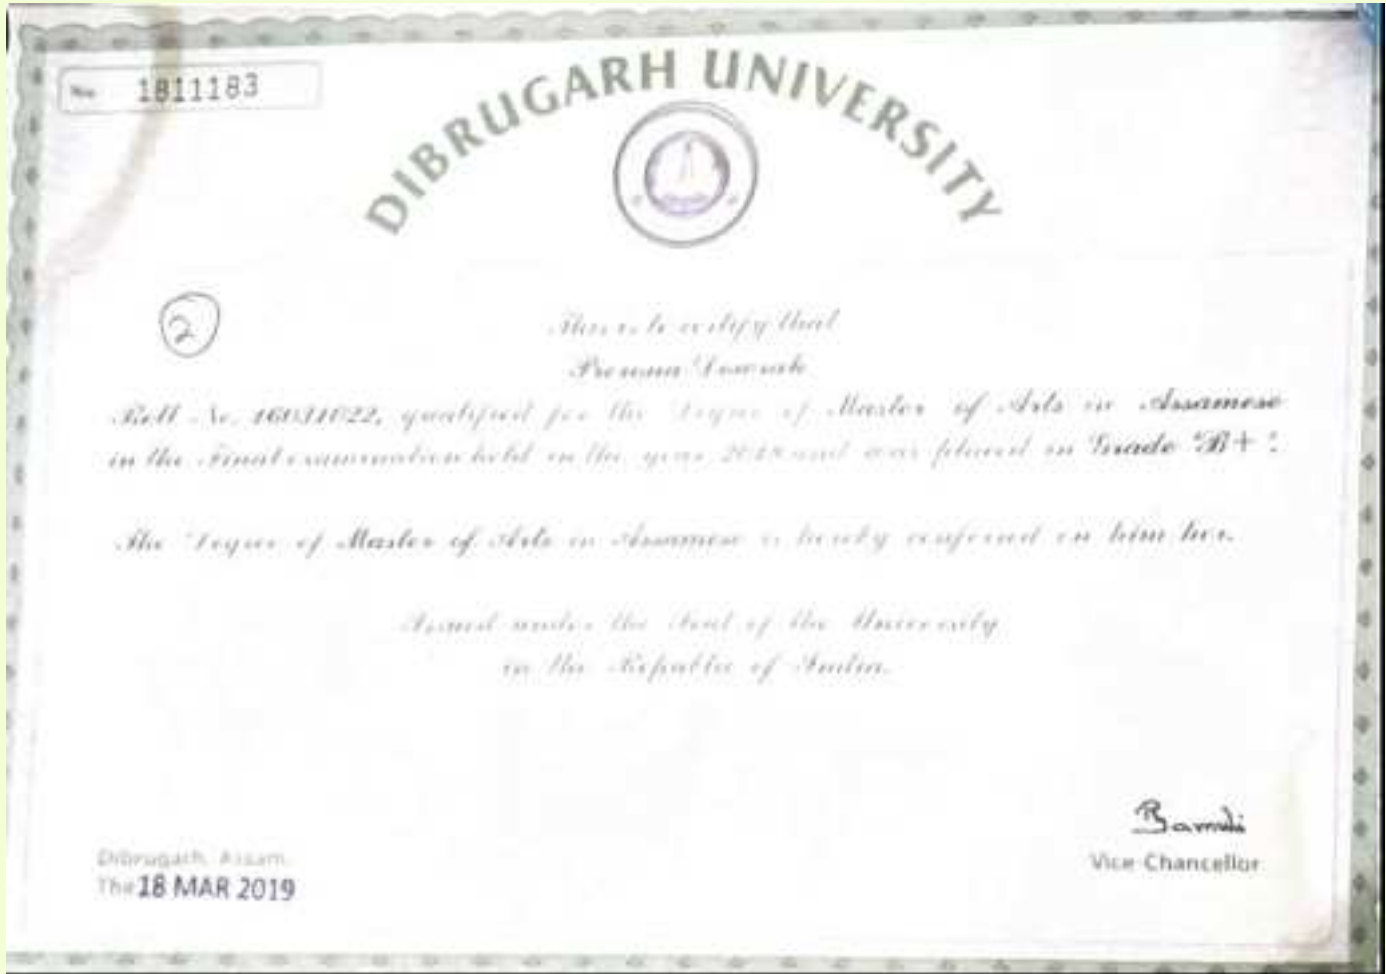 No. 1811183
DIBRUGARH UNIVERSITY
2
This is to certify that
Roll No. 16031022, qualified for the Degree of Master of Arts in Assamese
in the Final examination held in the year 2018 and was placed in Grade 'B+'.
The Degree of Master of Arts in Assamese is hereby conferred on him/her.
Issued under the Seal of the University
in the Republic of India.
Dibrugarh, Assam.
The 18 MAR 2019
Vice Chancellor